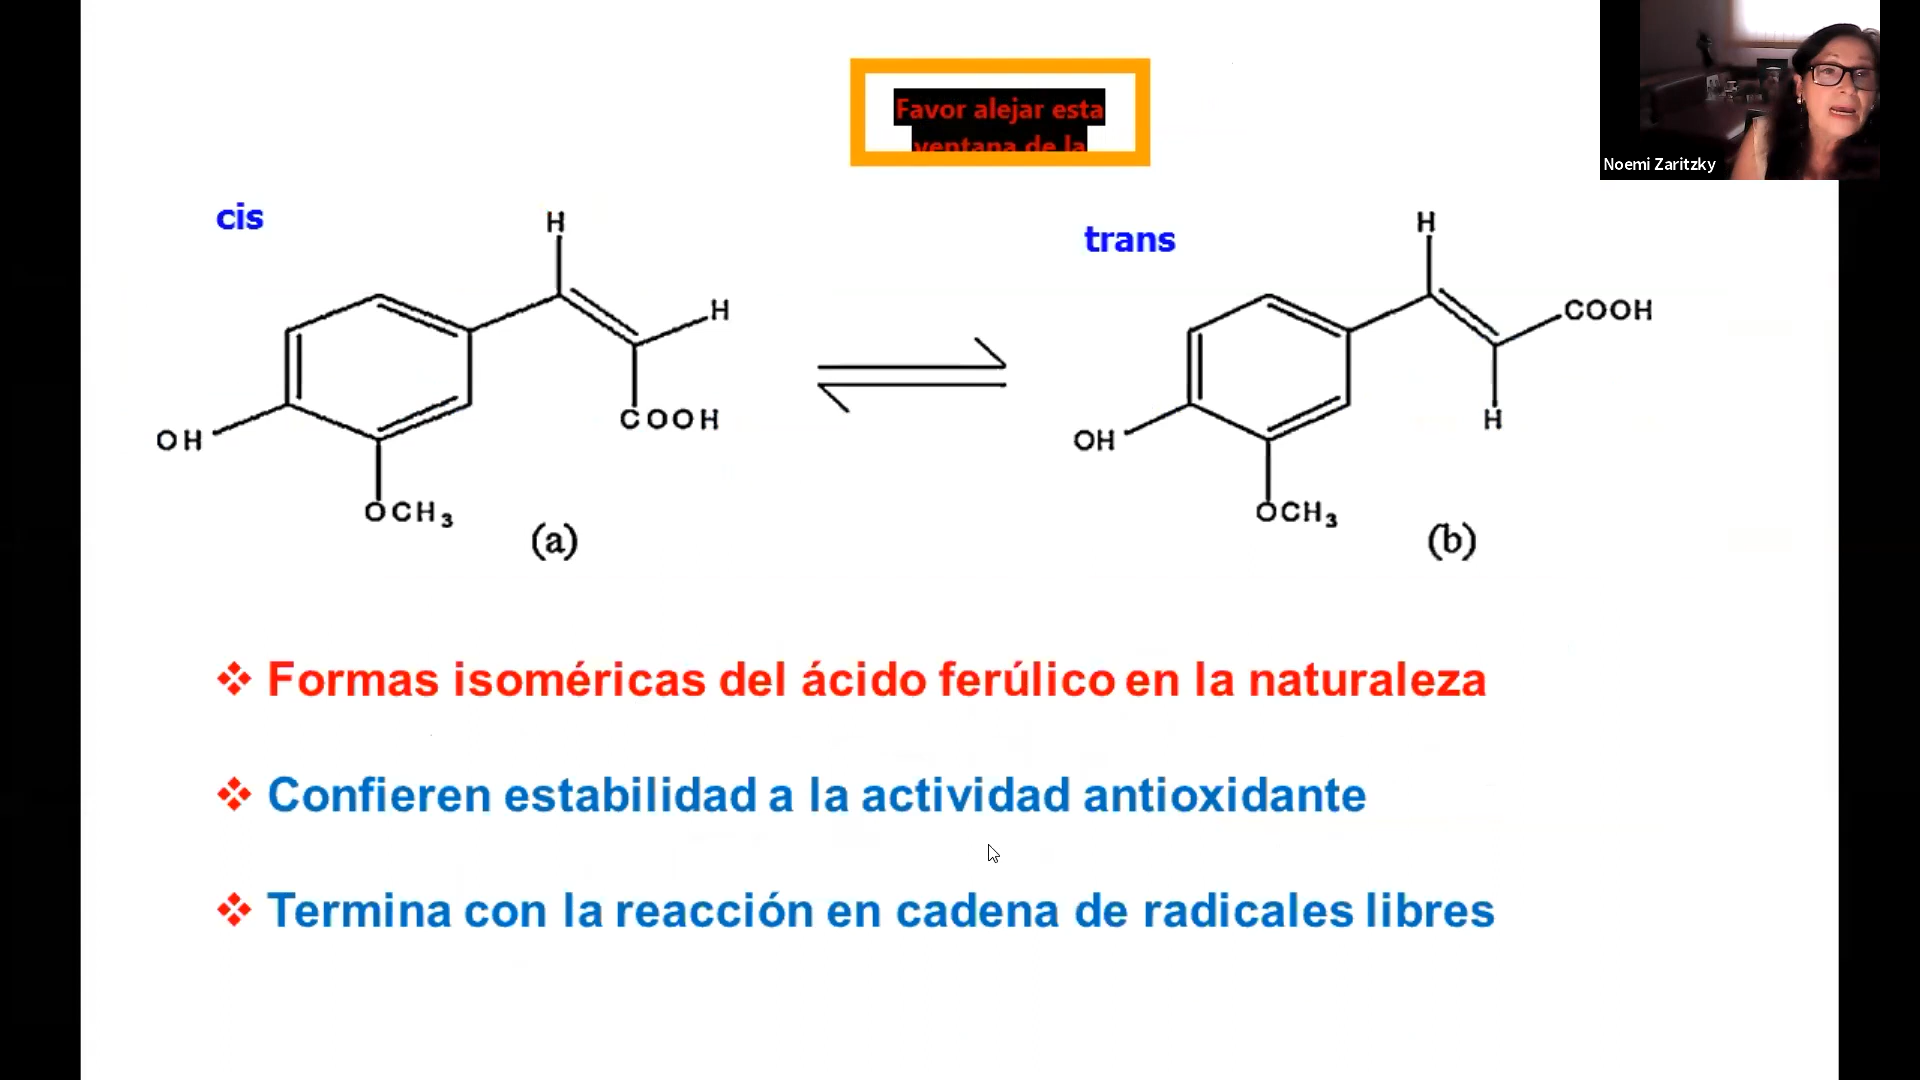 Favor alejar esta
ventana de la
Noemi Zaritzky
cis
trans
H
H
COOH
OH
OCH3
(a)
H
COOH
H
OH
OCH3
(b)
Formas isoméricas del ácido ferúlico en la naturaleza
Confieren estabilidad a la actividad antioxidante
Termina con la reacción en cadena de radicales libres